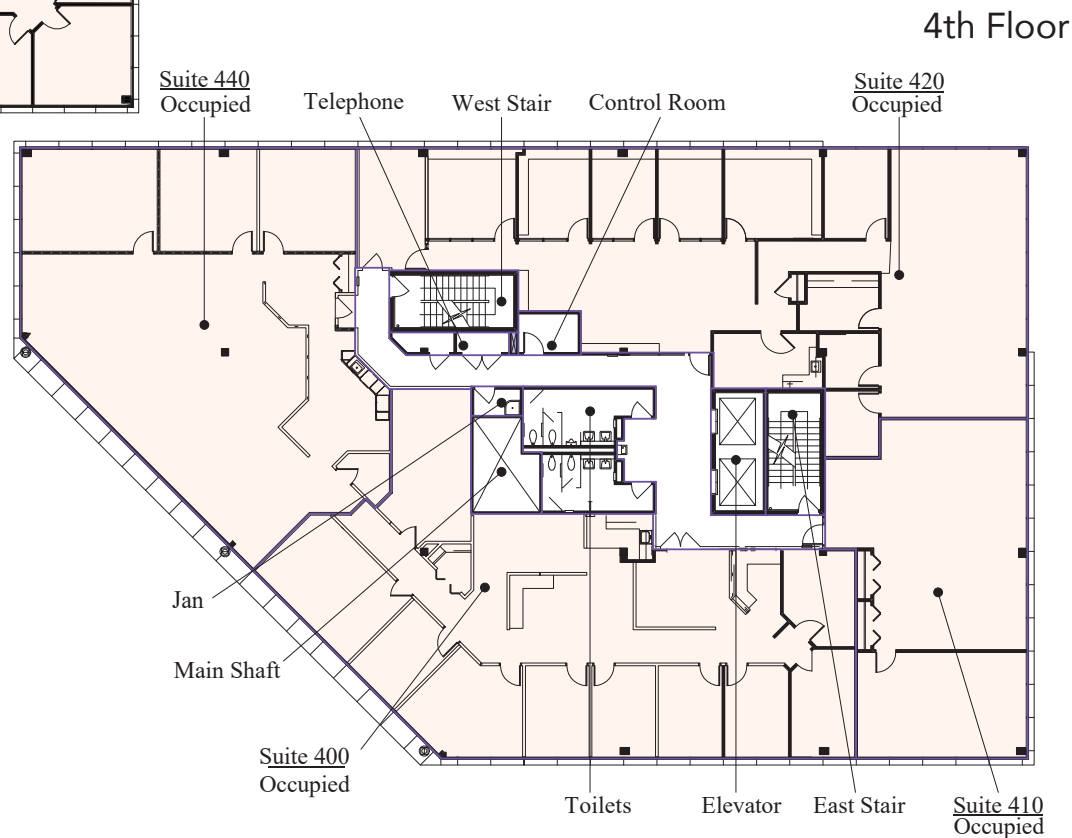 4th Floor
Suite 440
Occupied
Telephone
West Stair
Control Room
Suite 420
Occupied
Jan
Main Shaft
Suite 400
Occupied
Toilets
Elevator
East Stair
Suite 410
Occupied